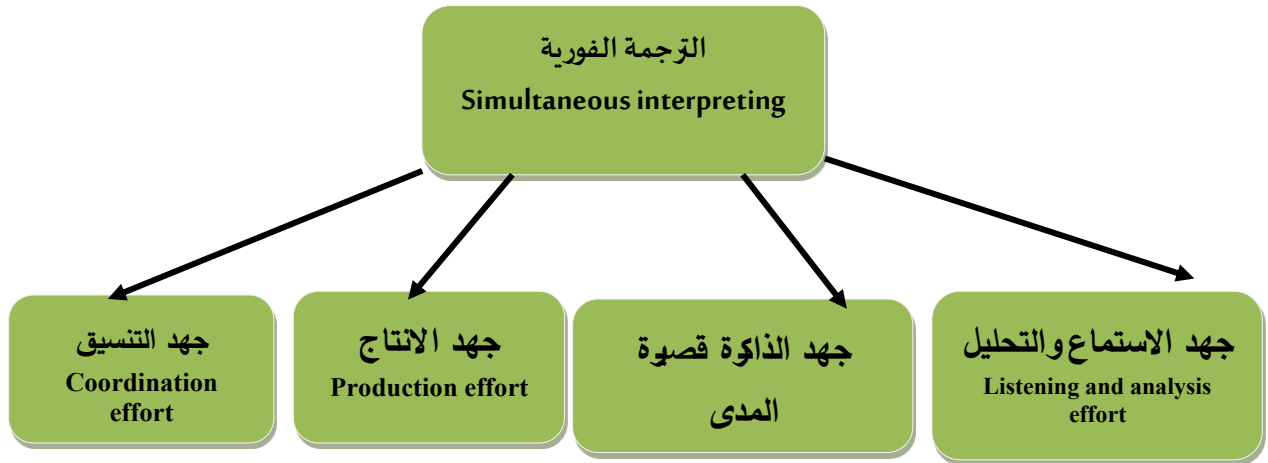 الترجمة الفورية
Simultaneous interpreting
جهد الاستماع والتحليل
Listening and analysis
effort
جهد الذاكرة قصيرة
المدى
جهد الانتاج
Production effort
جهد التنسيق
Coordination
effort